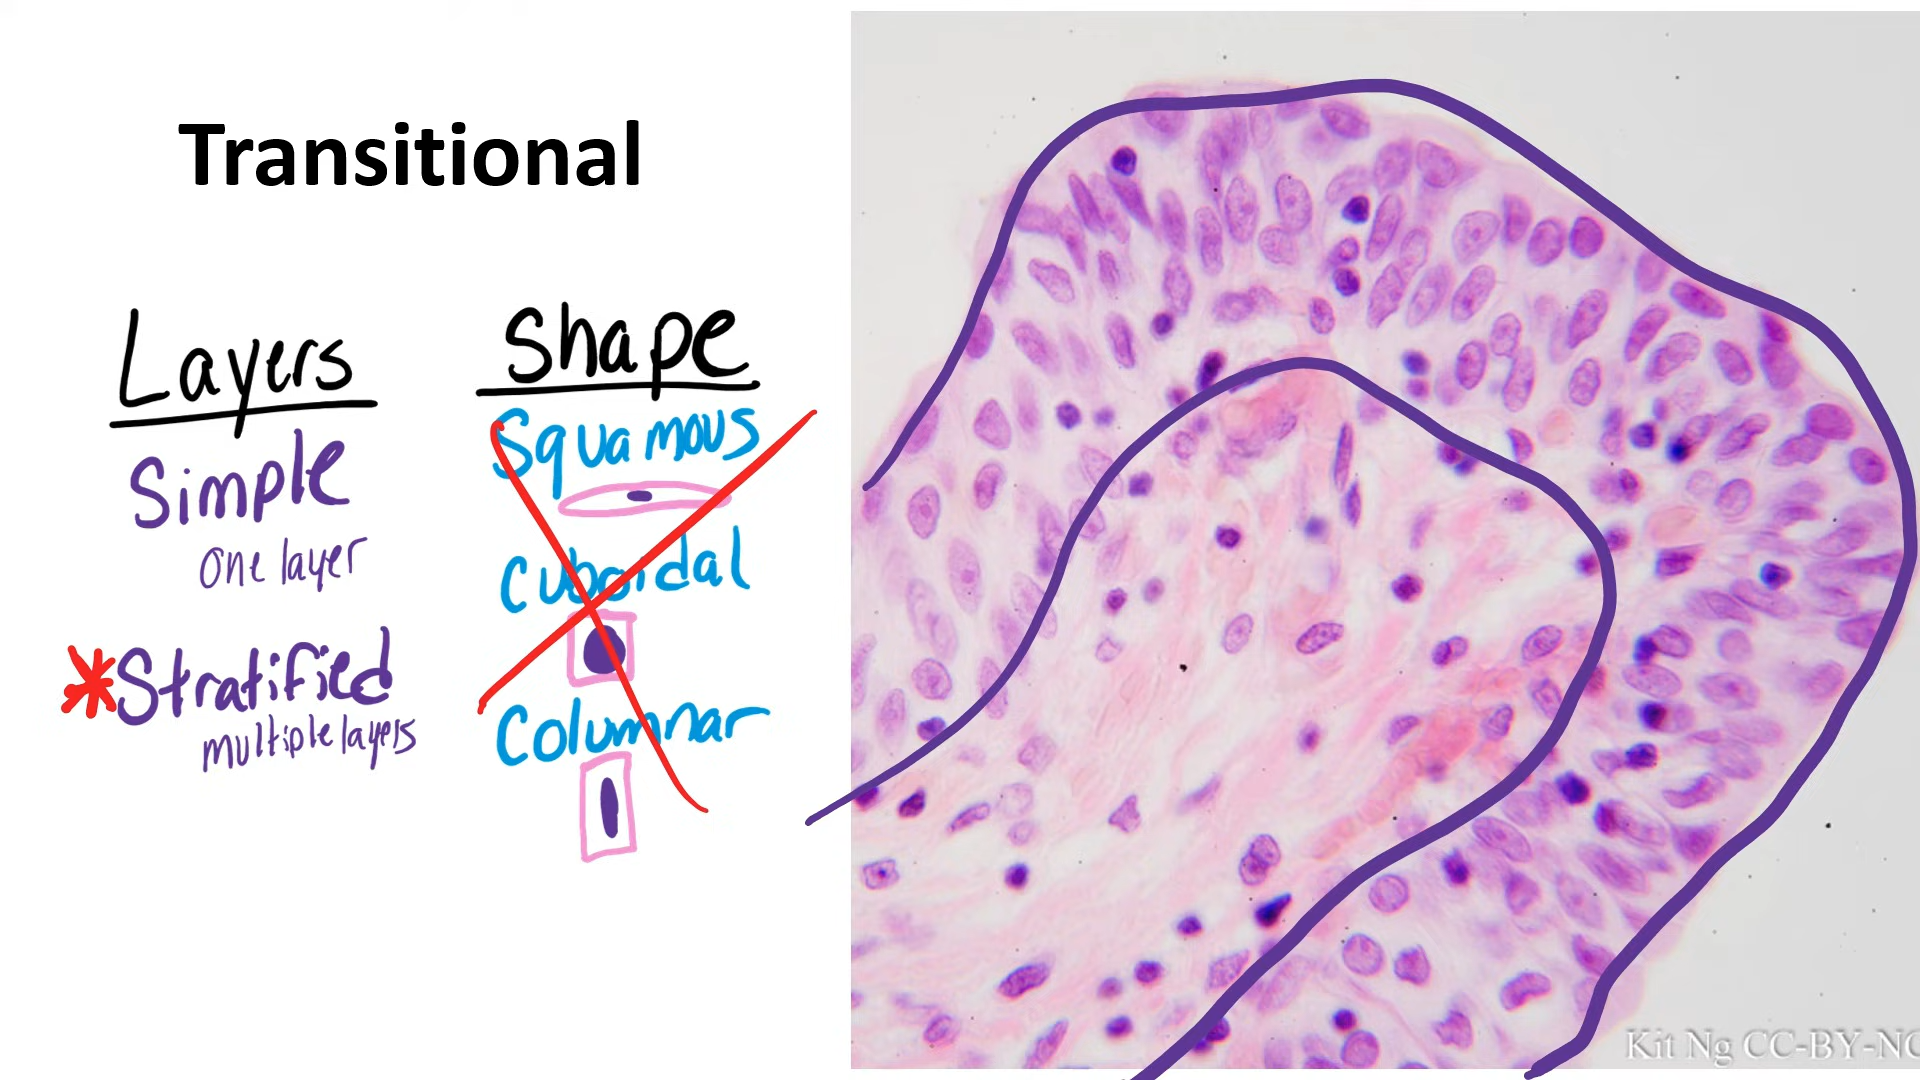 Transitional
Layers
Shape
Simple
one layer
*Stratified
multiple layers
Squamous
Cuboidal
Columnar
Kit Ng CC-BY-NC